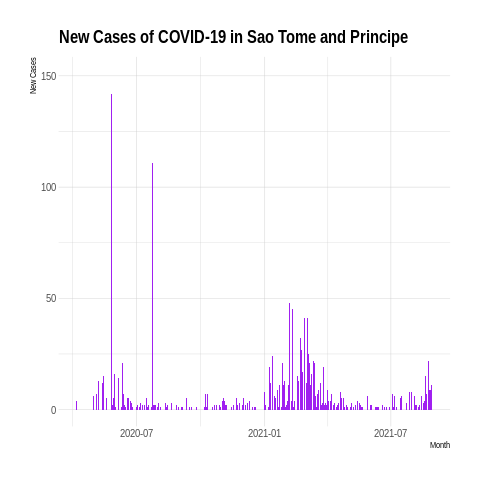 New Cases of COVID-19 in Sao Tome and Principe
New Cases
150
100
50
0
2020-07 2021-01 2021-07
Month